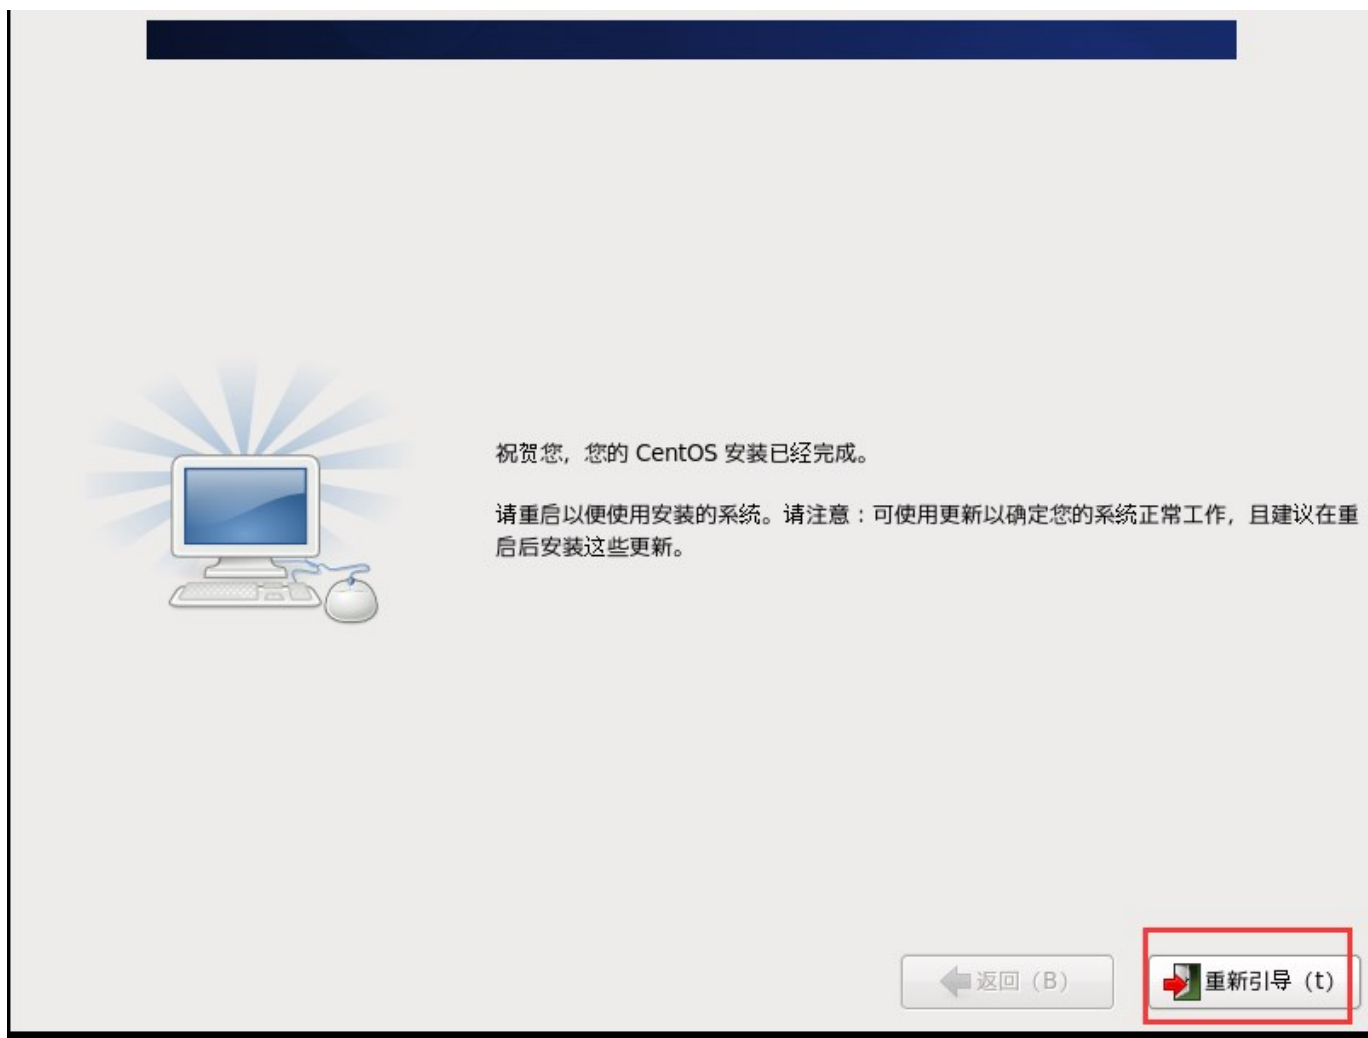 祝贺您，您的 CentOS 安装已经完成。
请重启以便使用安装的系统。请注意：可使用更新以确定您的系统正常工作，且建议在重
启后安装这些更新。
返回（B）
重新引导（t）